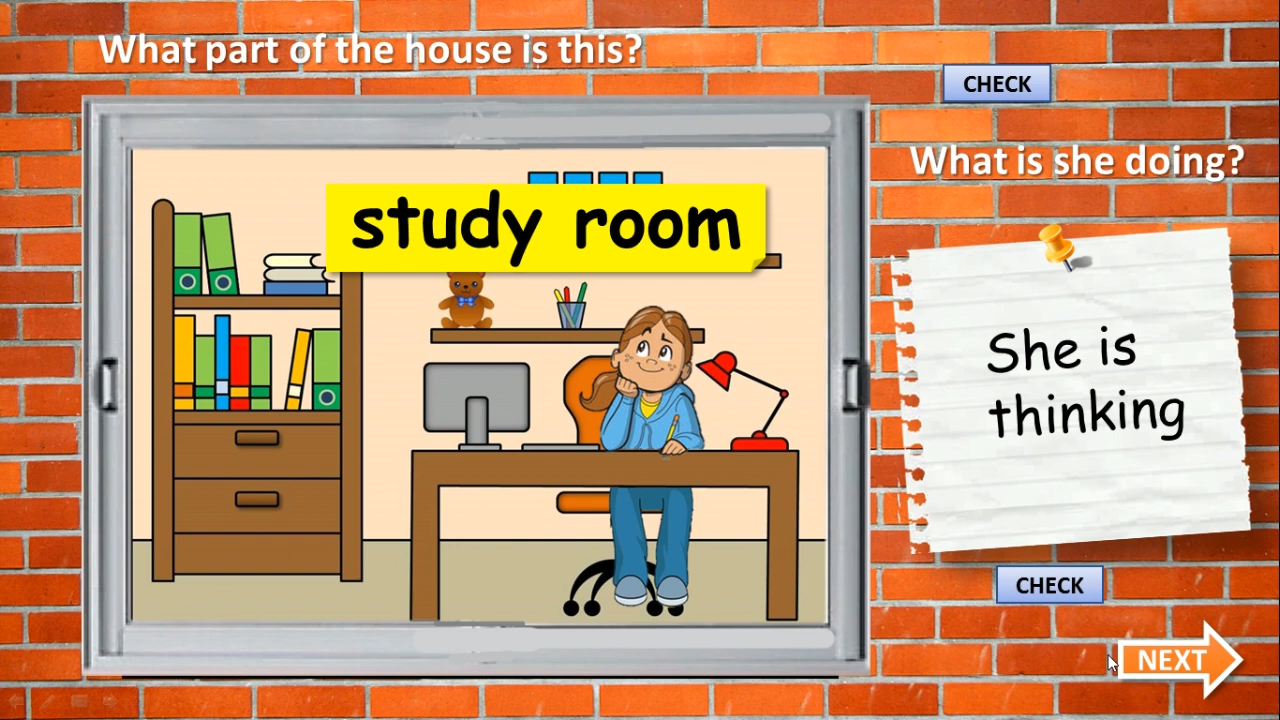 What part of the house is this?
CHECK
What is she doing?
study room
She is
thinking
CHECK
NEXT